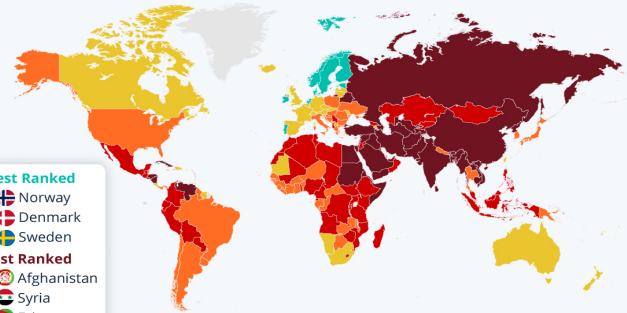 est Ranked
Norway
Denmark
Sweden
st Ranked
Afghanistan
Syria